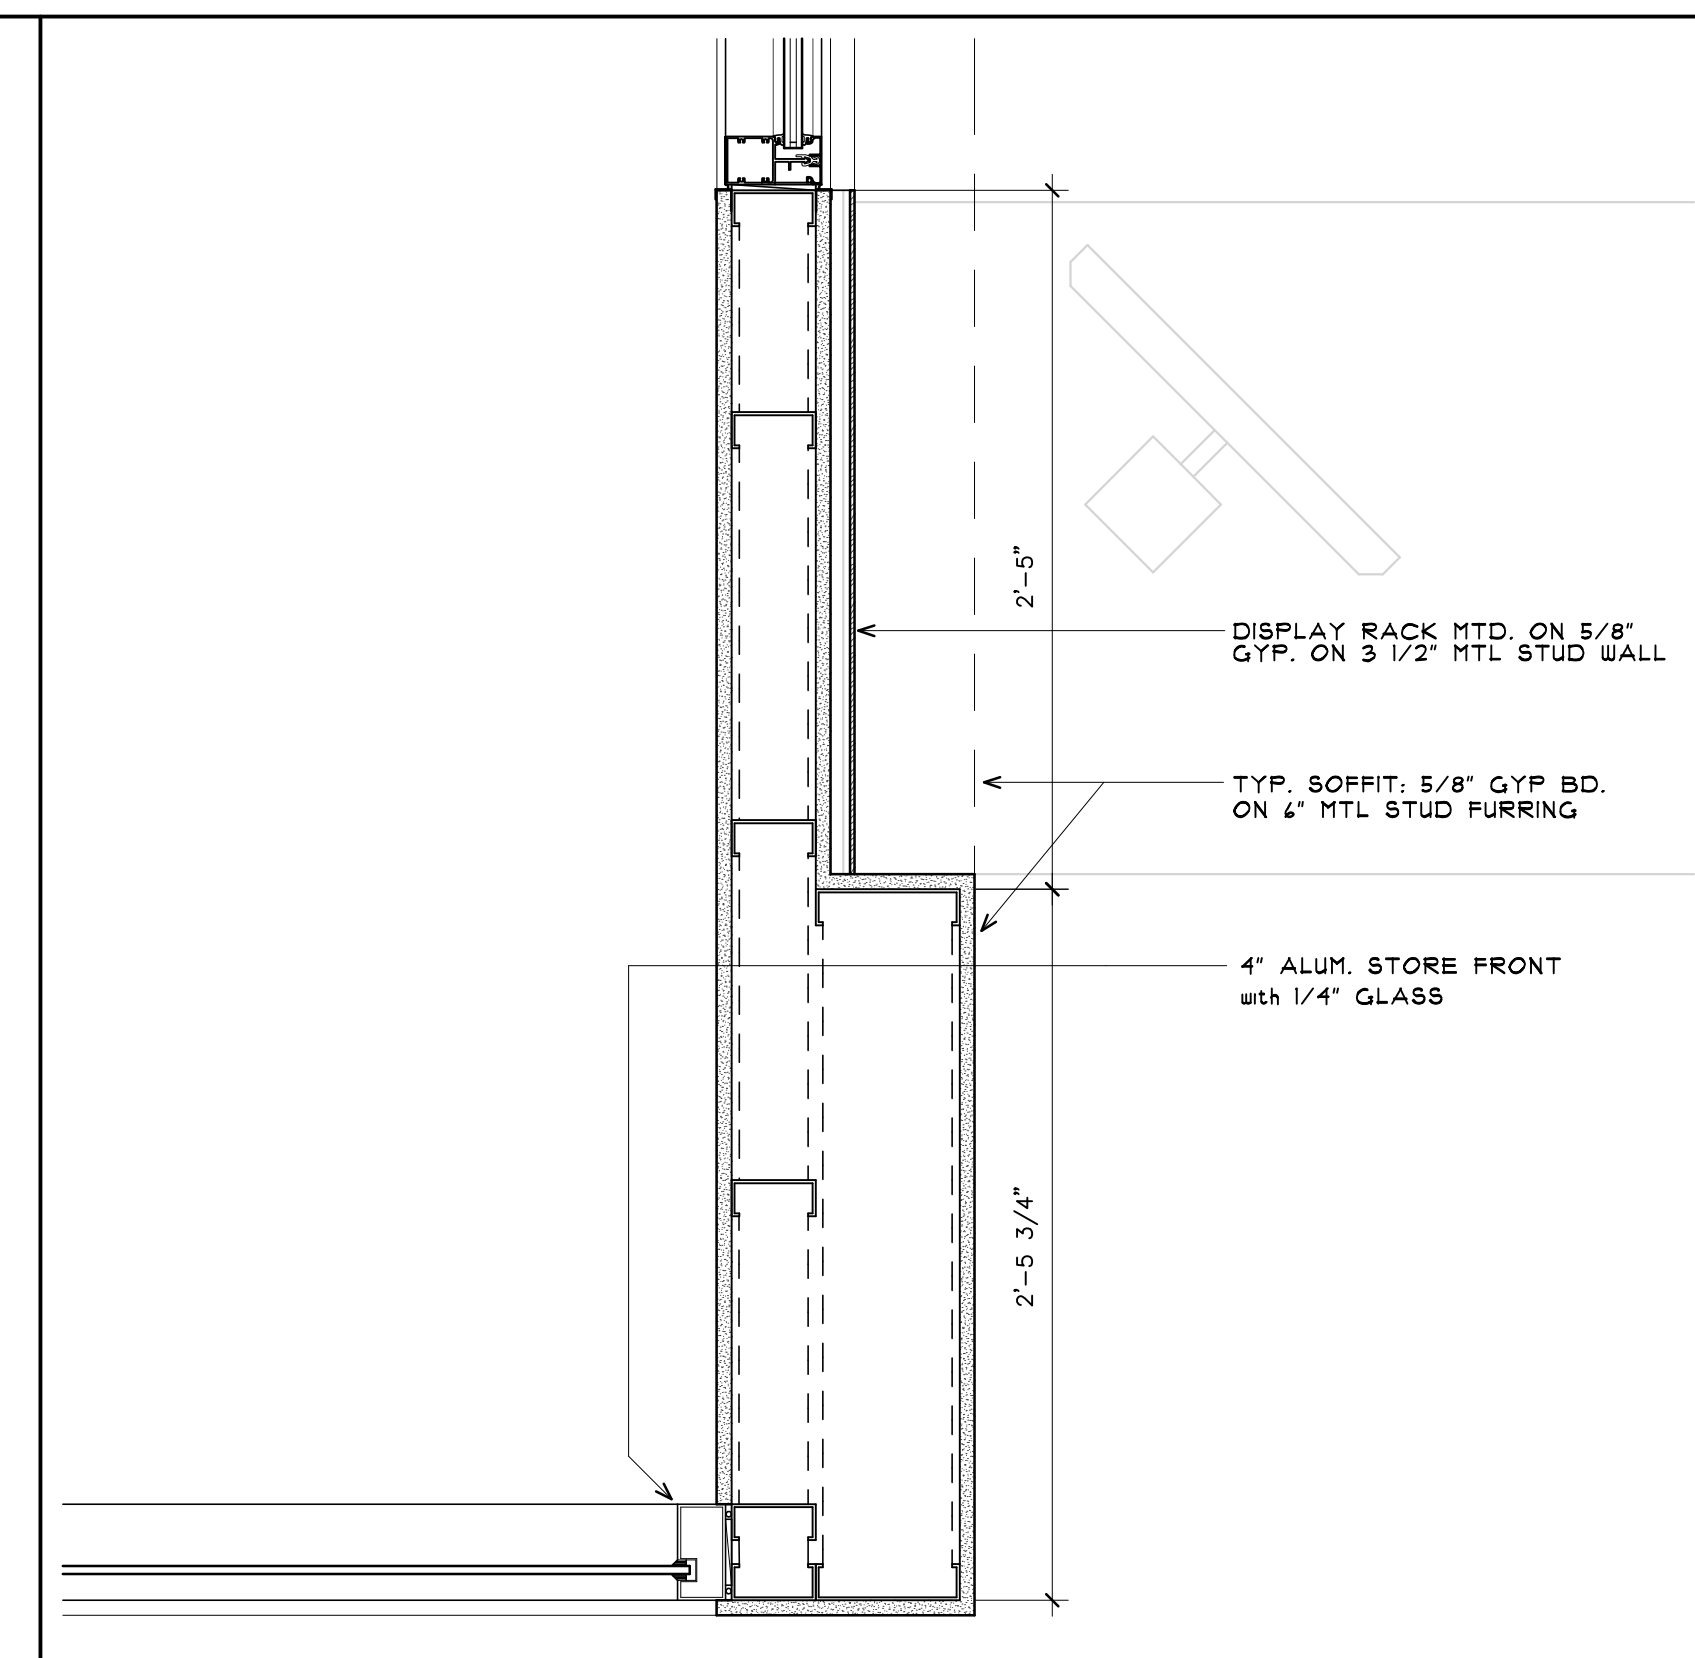 2'-5"
DISPLAY RACK MTD. ON 5/8"
GYP. ON 3 1/2" MTL STUD WALL
TYP. SOFFIT: 5/8" GYP BD.
ON 6" MTL STUD FURRING
4" ALUM. STORE FRONT
with 1/4" GLASS
2'-5 3/4"